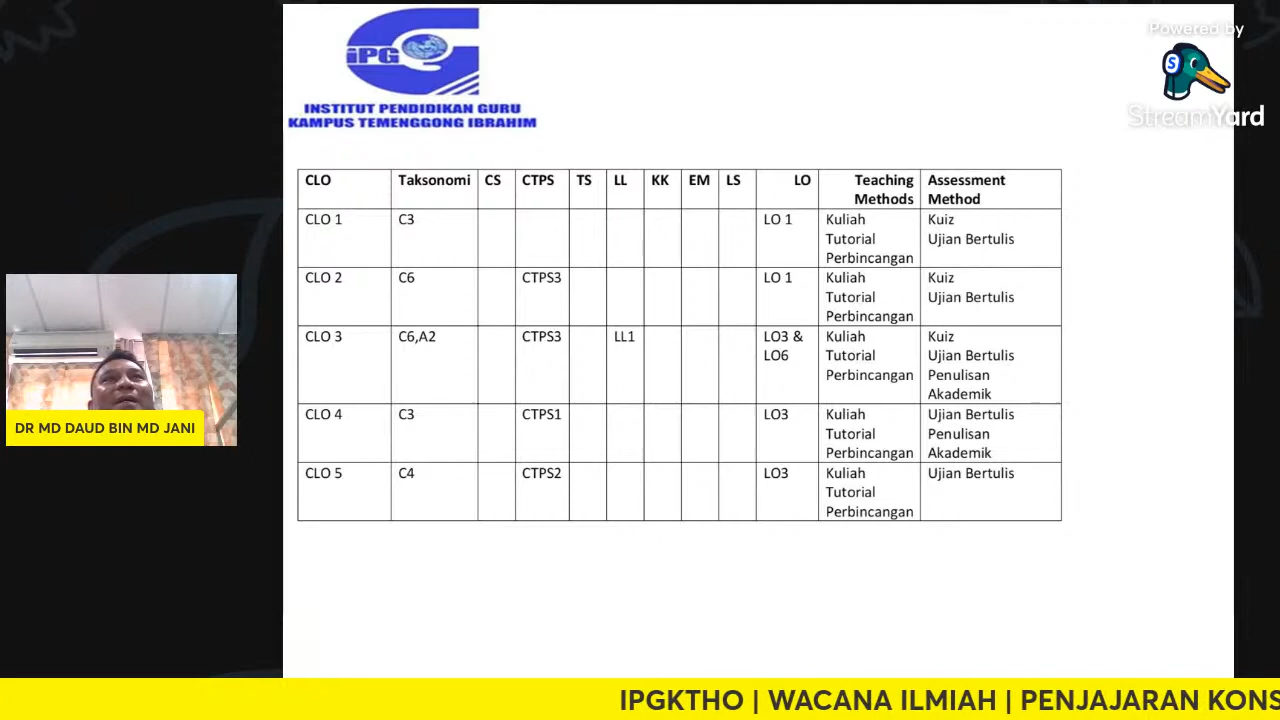 Powered by
StreamYard
iPG
INSTITUT PENDIDIKAN GURU
KAMPUS TEMENGGONG IBRAHIM
CLO Taksonomi CS CTPS TS LL KK EM LS LO Teaching Methods Assessment Method
CLO 1 C3 LO 1 Kuliah Kuiz
Tutorial Ujian Bertulis
Perbincangan
CLO 2 C6 CTPS3 LO 1 Kuliah Kuiz
Tutorial Ujian Bertulis
Perbincangan
CLO 3 C6,A2 CTPS3 LL1 LO3 & Kuliah Kuiz
LO6 Tutorial Ujian Bertulis
Perbincangan Penulisan
Akademik
CLO 4 C3 CTPS1 LO3 Kuliah Ujian Bertulis
Tutorial Penulisan
Perbincangan Akademik
CLO 5 C4 CTPS2 LO3 Kuliah Ujian Bertulis
Tutorial
Perbincangan
DR MD DAUD BIN MD JANI
IPGKTHO | WACANA ILMIAH | PENJAJARAN KONS